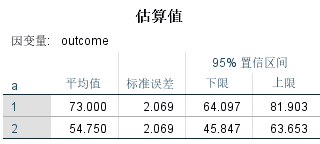 估算值
因变量: outcome
95% 置信区间
a 平均值 标准误差 下限 上限
1 73.000 2.069 64.097 81.903
2 54.750 2.069 45.847 63.653